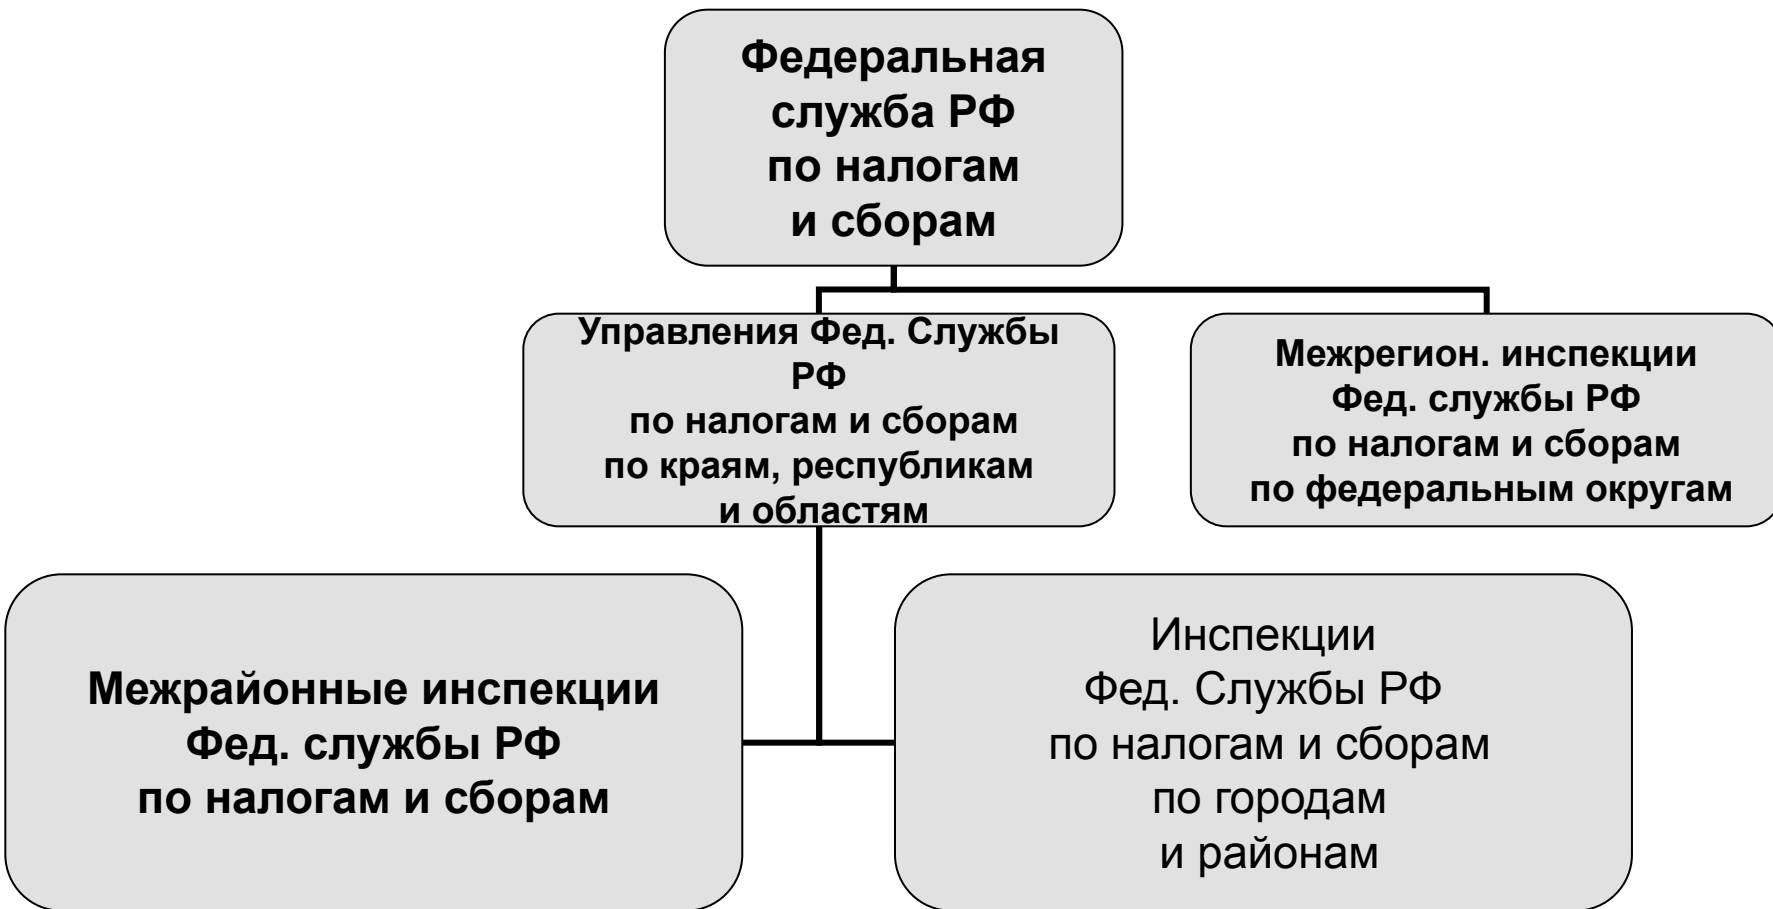 Федеральная
служба РФ
по налогам
и сборам
Управления Фед. Службы
РФ
по налогам и сборам
по краям, республикам
и областям
Межрегион. инспекции
Фед. службы РФ
по налогам и сборам
по федеральным округам
Межрайонные инспекции
Фед. службы РФ
по налогам и сборам
Инспекции
Фед. Службы РФ
по налогам и сборам
по городам
и районам